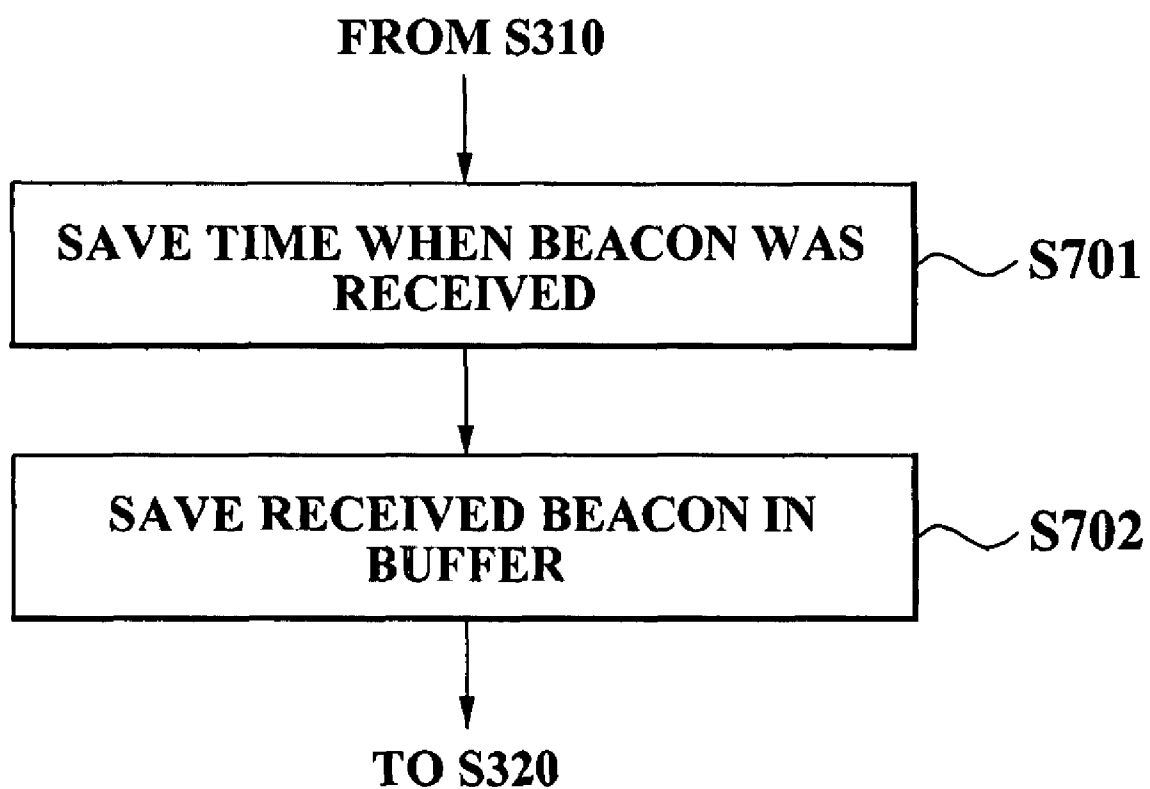 FROM S310
SAVE TIME WHEN BEACON WAS
RECEIVED
S701
SAVE RECEIVED BEACON IN
BUFFER
S702
TO S320